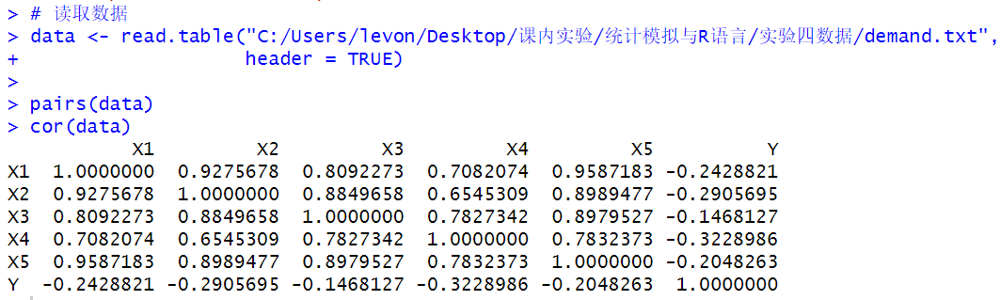 > # 读取数据
> data <- read.table("C:/Users/levon/Desktop/课内实验/统计模拟与R语言/实验四数据/demand.txt",
+                    header = TRUE)
>
> pairs(data)
> cor(data)
           X1         X2         X3         X4         X5          Y
X1  1.0000000  0.9275678  0.8092273  0.7082074  0.9587183 -0.2428821
X2  0.9275678  1.0000000  0.8849658  0.6545309  0.8989477 -0.2905695
X3  0.8092273  0.8849658  1.0000000  0.7827342  0.8979527 -0.1468127
X4  0.7082074  0.6545309  0.7827342  1.0000000  0.7832373 -0.3228986
X5  0.9587183  0.8989477  0.8979527  0.7832373  1.0000000 -0.2048263
Y  -0.2428821 -0.2905695 -0.1468127 -0.3228986 -0.2048263  1.0000000